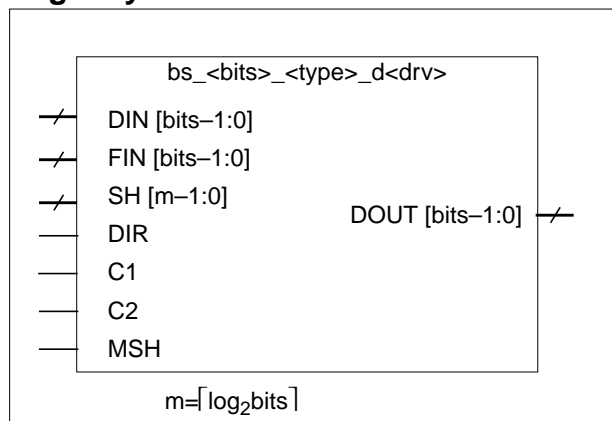 bs_<bits>_<type>_d<drv>
DIN [bits–1:0]
FIN [bits–1:0]
SH [m–1:0]
DOUT [bits–1:0]
DIR
C1
C2
MSH
m=⌈log₂bits⌉